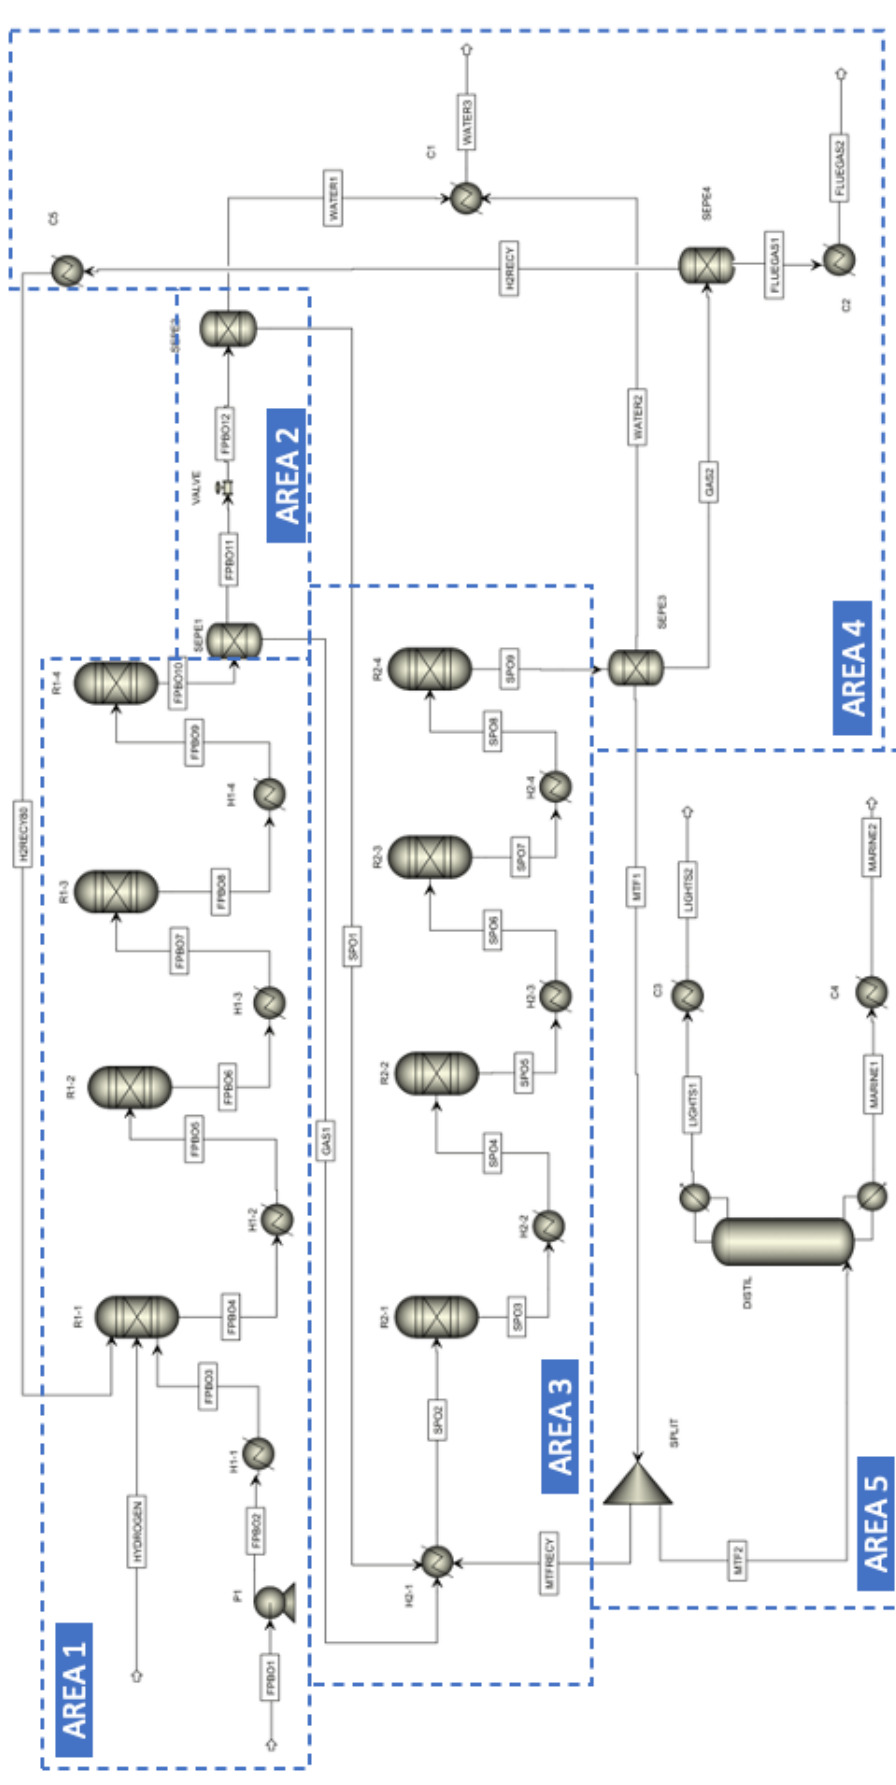 AREA 1
FPBO1
P1
FPBO2
HYDROGEN
H1-1
FPBO3
R1-1
FPBO4
H1-2
FPBO5
R1-2
FPBO6
H1-3
FPBO7
R1-3
FPBO8
H1-4
FPBO9
R1-4
FPBO10
H2RECY80
SEPE1
FPBO11
VALVE
FPBO12
SEPE2
AREA 2
C5
WATER1
C1
WATER3
GAS1
SPO1
H2-1
MTFRECY
SPO2
AREA 3
R2-1
SPO3
H2-2
SPO4
R2-2
SPO5
H2-3
SPO6
R2-3
SPO7
H2-4
SPO8
R2-4
SPO9
SEPE3
WATER2
GAS2
H2RECY
SEPE4
FLUEGAS1
C2
FLUEGAS2
AREA 4
MTF1
SPLIT
MTF2
AREA 5
DISTIL
LIGHTS1
C3
LIGHTS2
MARINE1
C4
MARINE2